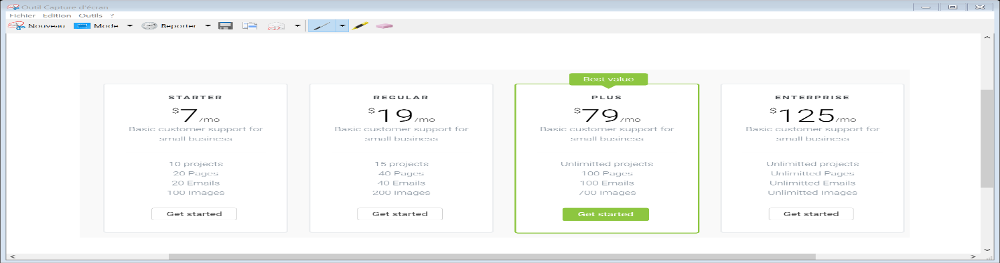 Outil Capture d'écran
Fichier Edition Outils ?
Nouveau Mode Reporter
Best value
STARTER
$7/mo
Basic customer support for
small business
10 projects
20 Pages
20 Emails
100 Images
Get started
REGULAR
$19/mo
Basic customer support for
small business
15 projects
40 Pages
40 Emails
200 Images
Get started
PLUS
$79/mo
Basic customer support for
small business
Unlimitted projects
100 Pages
100 Emails
700 Images
Get started
ENTERPRISE
$125/mo
Basic customer support for
small business
Unlimitted projects
Unlimitted Pages
Unlimitted Emails
Unlimitted Images
Get started